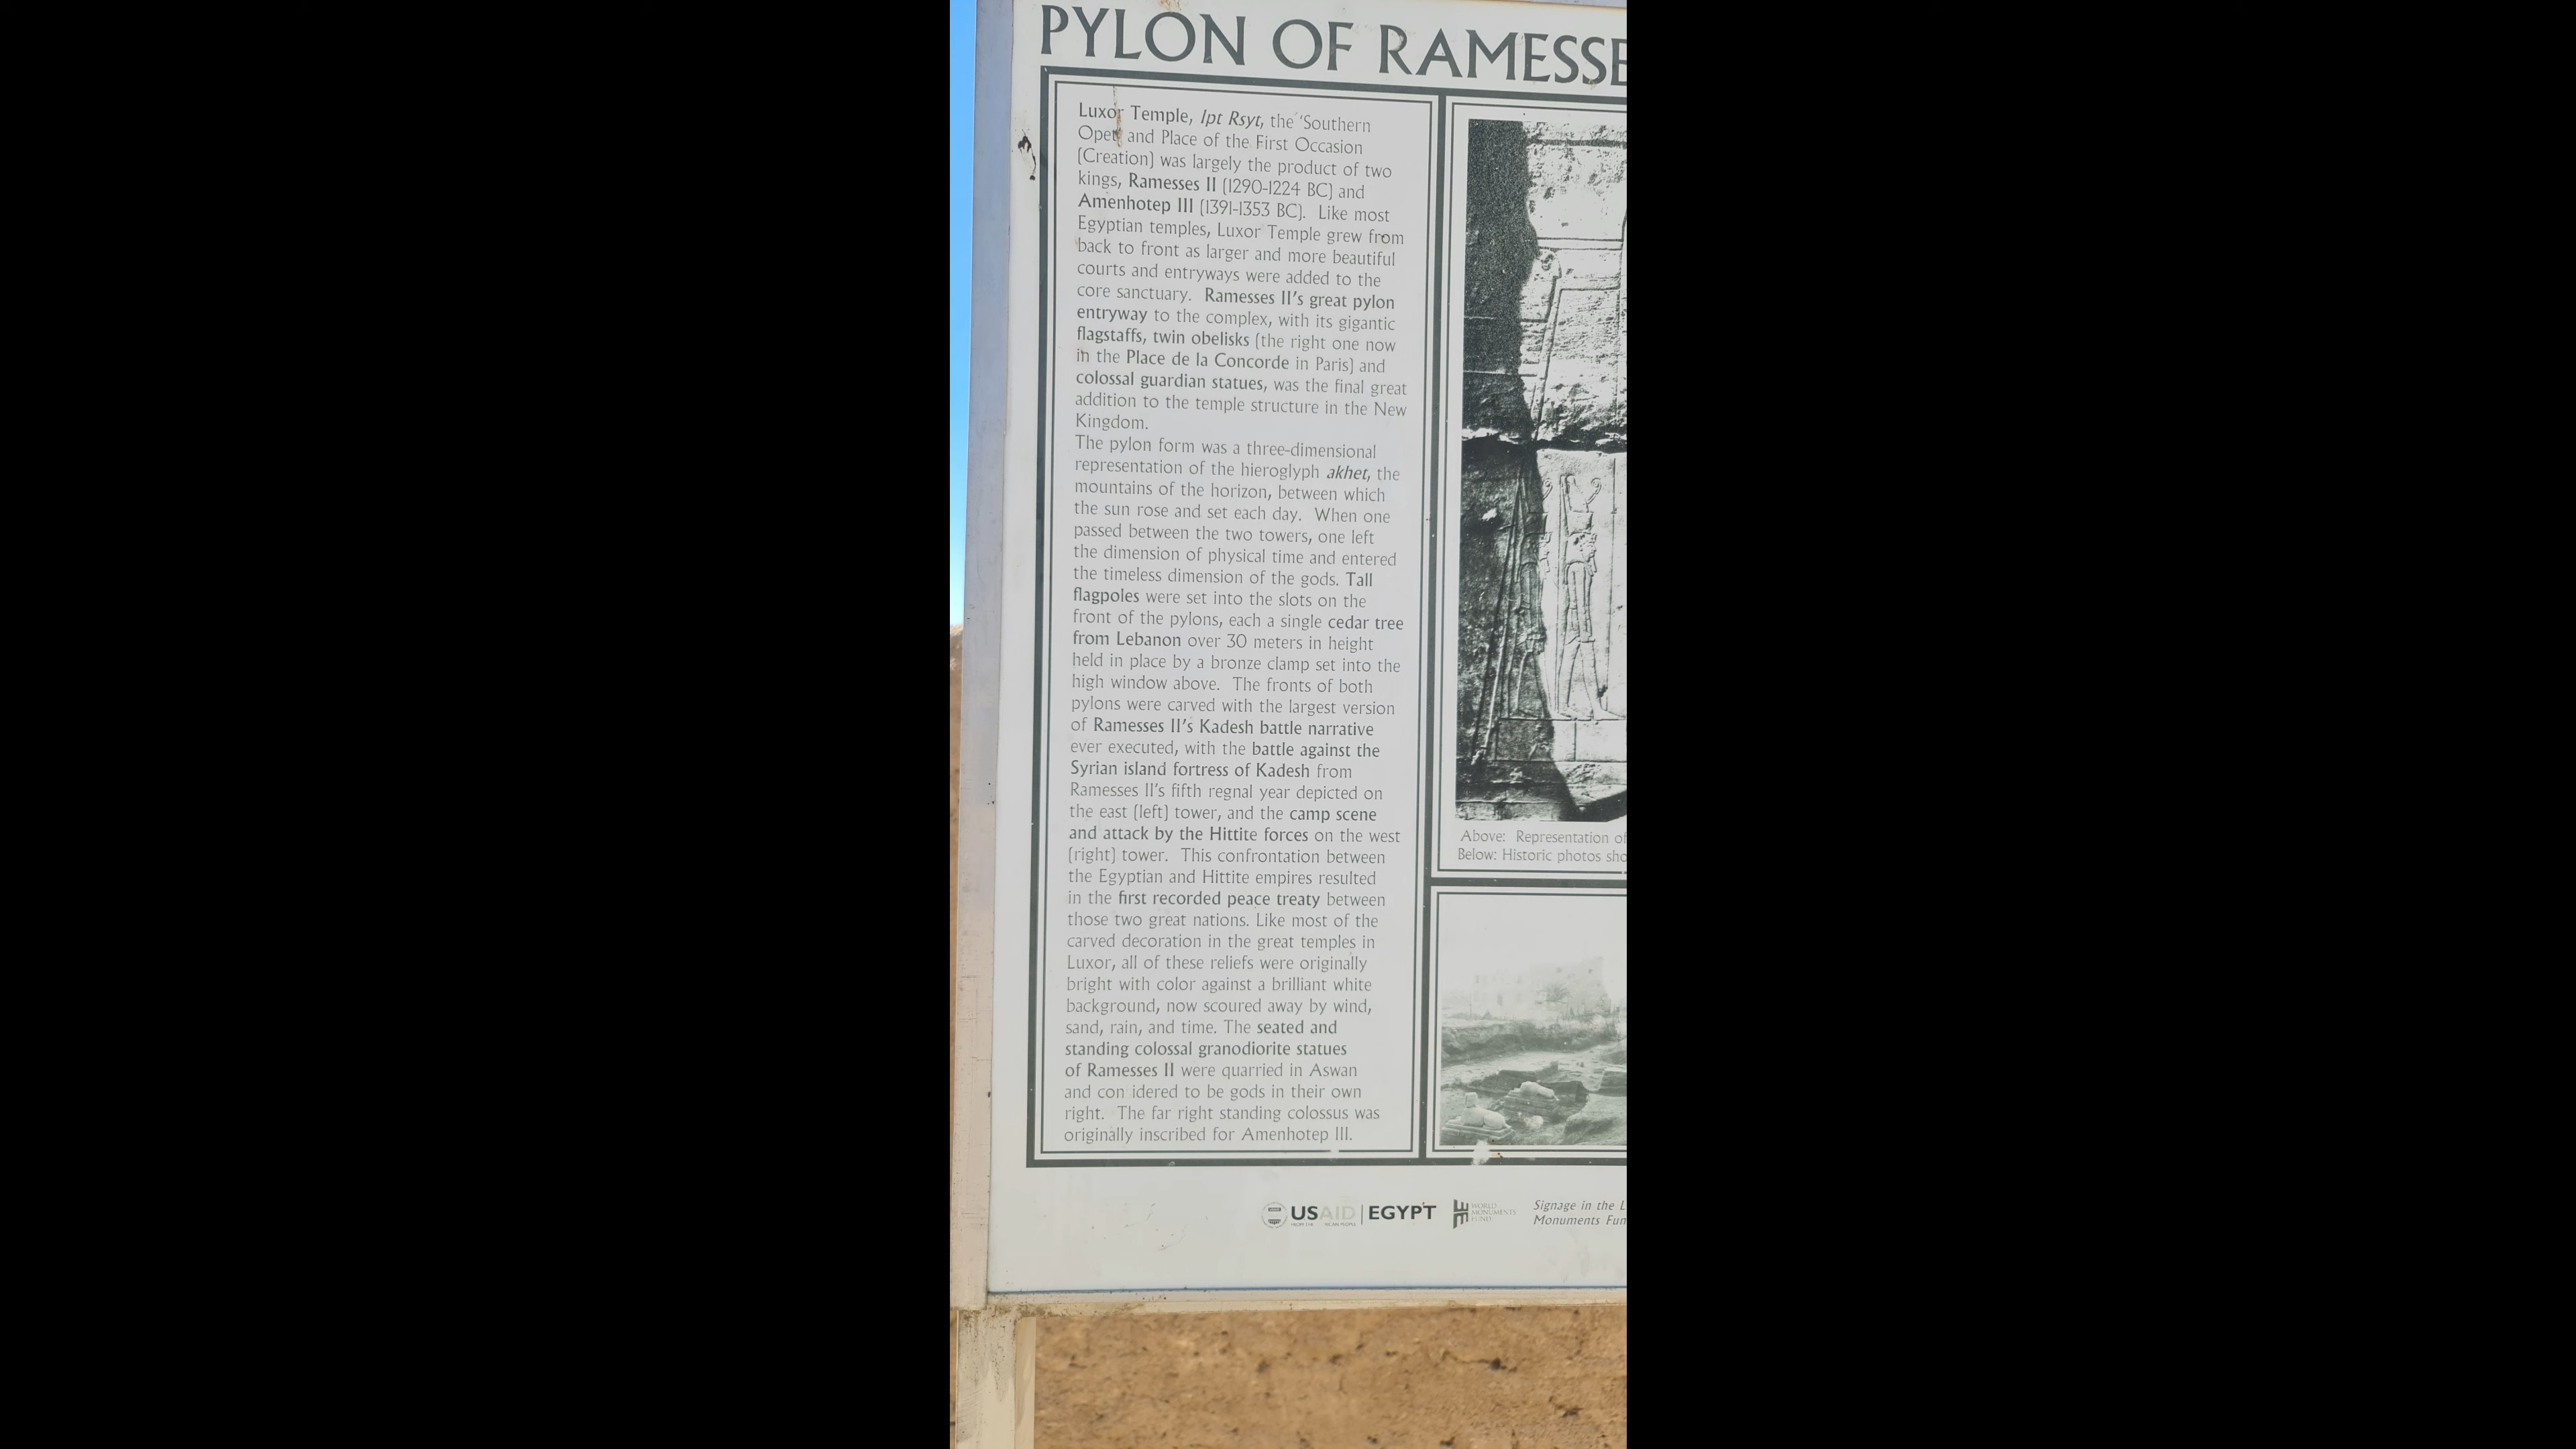 PYLON OF RAMESSE
Luxor Temple, Ipt Rsyt, the 'Southern
Opet and Place of the First Occasion
(Creation) was largely the product of two
kings, Ramesses II (1290-1224 BC) and
Amenhotep III (1391-1353 BC). Like most
Egyptian temples, Luxor Temple grew from
back to front as larger and more beautiful
courts and entryways were added to the
core sanctuary. Ramesses II's great pylon
entryway to the complex, with its gigantic
flagstaffs, twin obelisks (the right one now
in the Place de la Concorde in Paris) and
colossal guardian statues, was the final great
addition to the temple structure in the New
Kingdom.
The pylon form was a three-dimensional
representation of the hieroglyph akhet, the
mountains of the horizon, between which
the sun rose and set each day. When one
passed between the two towers, one left
the dimension of physical time and entered
the timeless dimension of the gods. Tall
flagpoles were set into the slots on the
front of the pylons, each a single cedar tree
from Lebanon over 30 meters in height
held in place by a bronze clamp set into the
high window above. The fronts of both
pylons were carved with the largest version
of Ramesses II's Kadesh battle narrative
ever executed, with the battle against the
Syrian island fortress of Kadesh from
Ramesses II's fifth regnal year depicted on
the east (left) tower, and the camp scene
and attack by the Hittite forces on the west
(right) tower. This confrontation between
the Egyptian and Hittite empires resulted
in the first recorded peace treaty between
those two great nations. Like most of the
carved decoration in the great temples in
Luxor, all of these reliefs were originally
bright with color against a brilliant white
background, now scoured away by wind,
sand, rain, and time. The seated and
standing colossal granodiorite statues
of Ramesses II were quarried in Aswan
and con idered to be gods in their own
right. The far right standing colossus was
originally inscribed for Amenhotep III.
Above: Representation of
Below: Historic photos sho
USAID | EGYPT
WORLD
MONUMENTS
FUND
Signage in the L
Monuments Fun